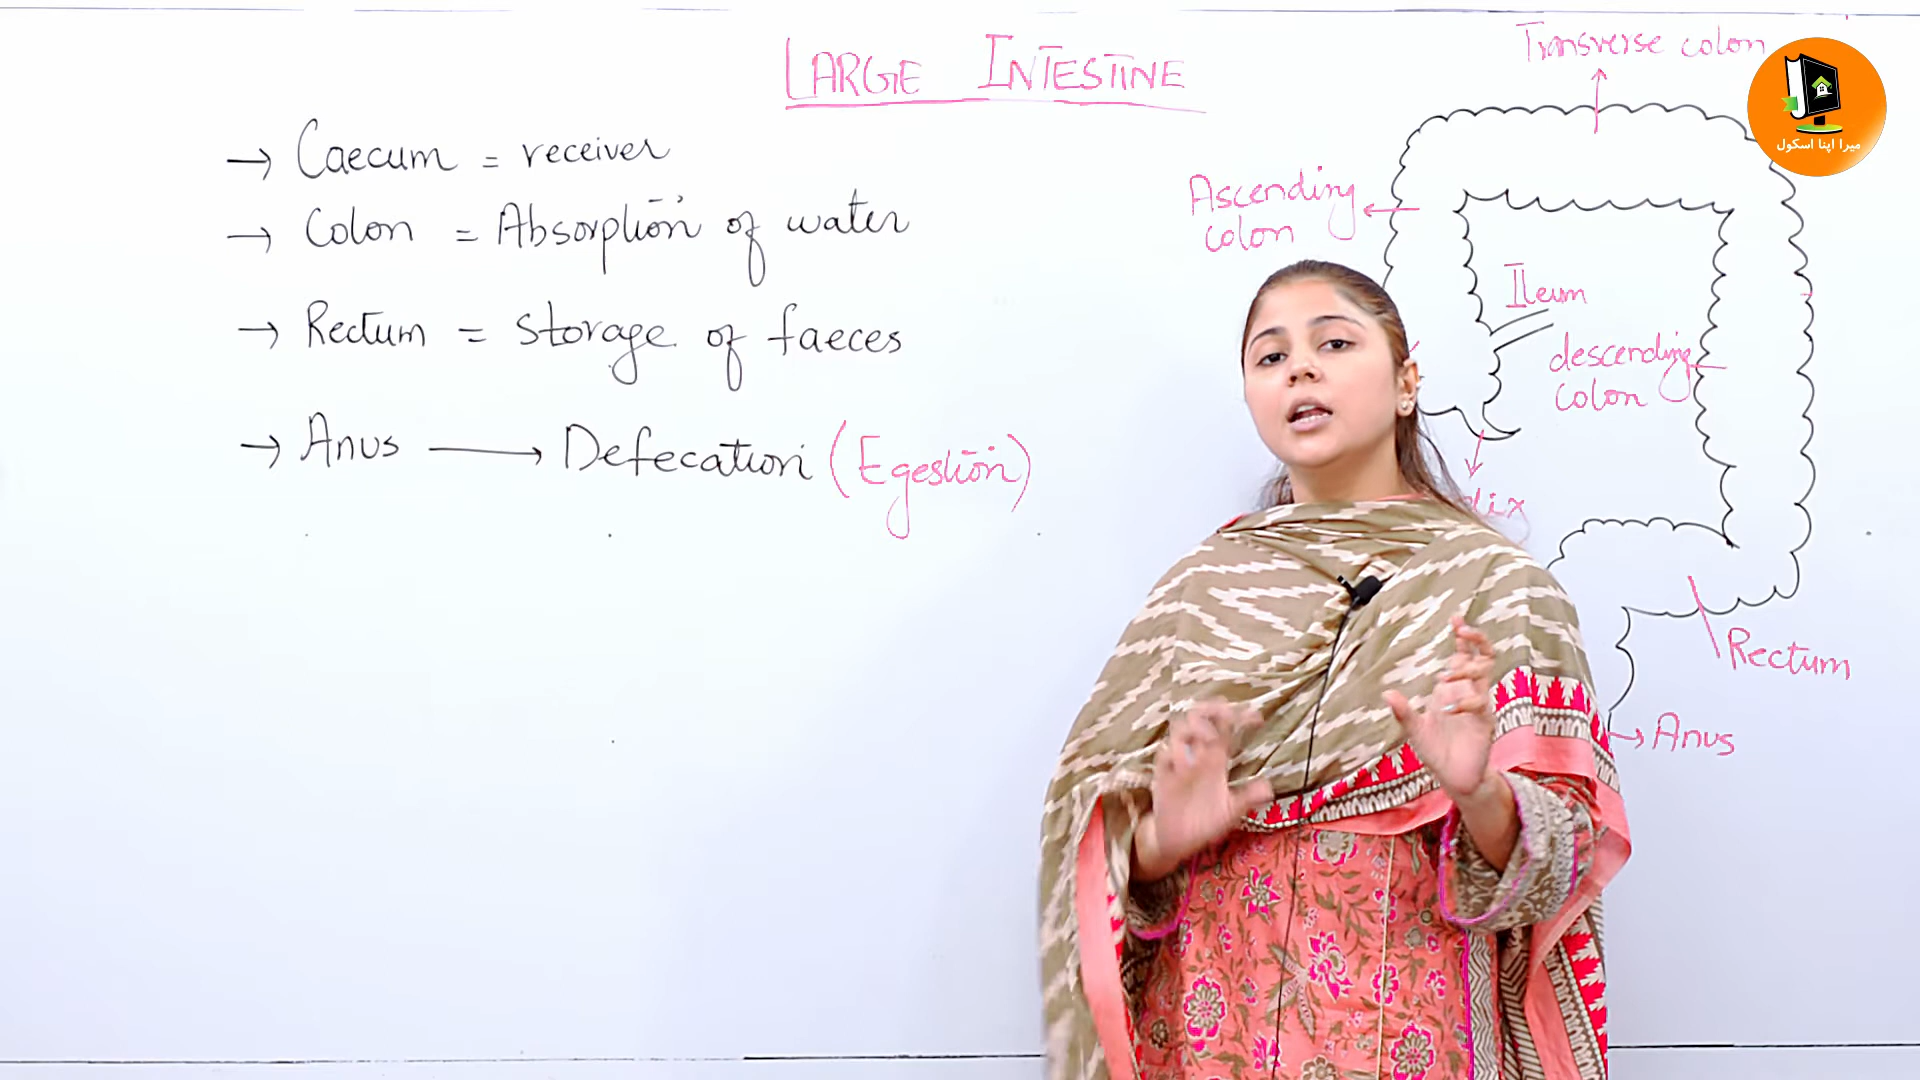 LARGE INTESTINE
→ Caecum = receiver
→ Colon = Absorption of water
→ Rectum = storage of faeces
→ Anus → Defecation (Egestion)
Transverse colon
Ascending
colon
Ileum
descending
colon
Rectum
Anus
میرا اپنا اسکول